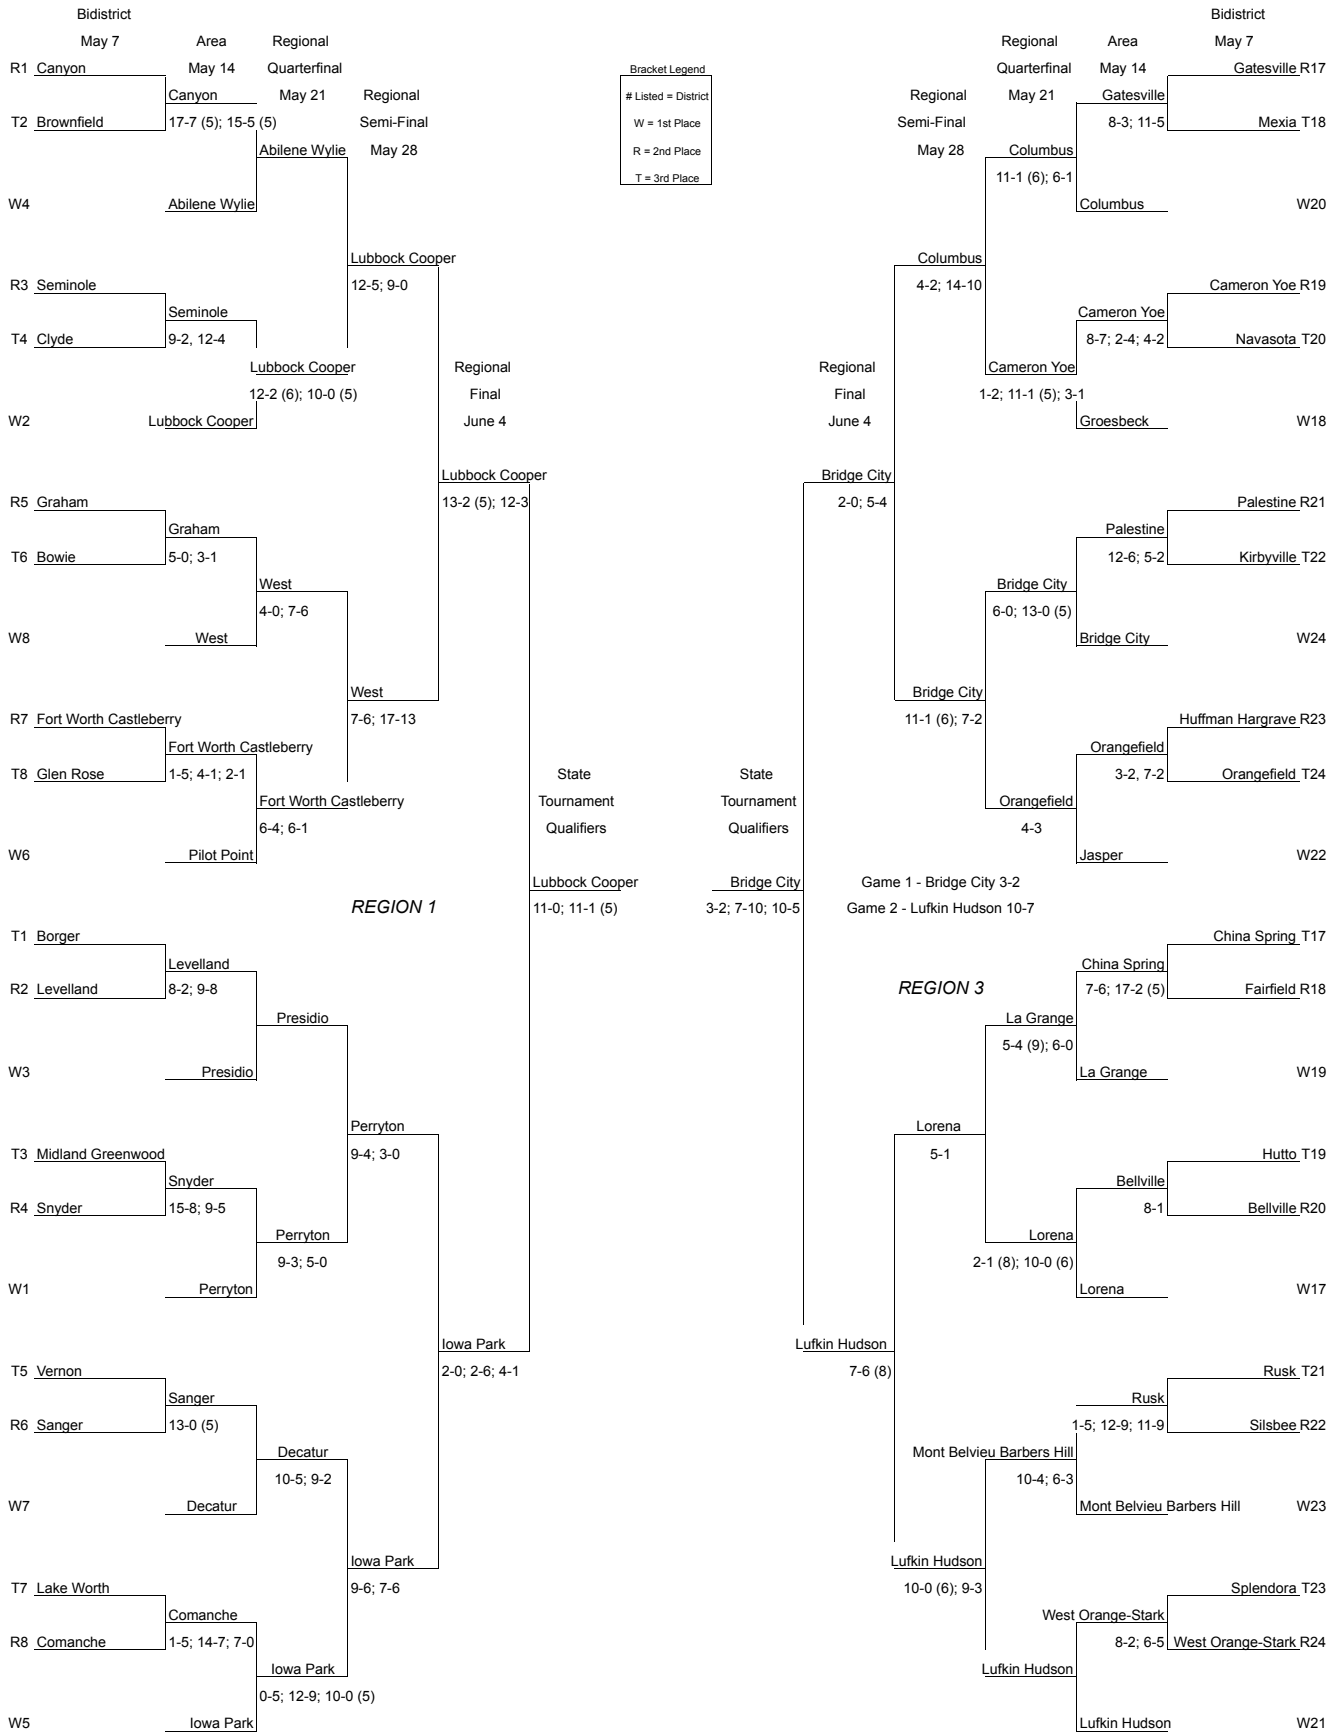 Bidistrict Bidistrict
May 7 Area Regional Regional Area May 7
R1 Canyon May 14 Quarterfinal Bracket Legend Quarterfinal May 14 Gatesville R17
Canyon May 21 Regional # Listed = District Regional May 21 Gatesville
T2 Brownfield 17-7 (5); 15-5 (5) Semi-Final W = 1st Place Semi-Final 8-3; 11-5 Mexia T18
Abilene Wylie May 28 R = 2nd Place May 28 Columbus
T = 3rd Place 11-1 (6); 6-1
W4 Abilene Wylie Columbus W20
Lubbock Cooper Columbus
R3 Seminole 12-5; 9-0 4-2; 14-10 Cameron Yoe R19
Seminole Cameron Yoe
T4 Clyde 9-2, 12-4 8-7; 2-4; 4-2 Navasota T20
Lubbock Cooper Regional Regional Cameron Yoe
12-2 (6); 10-0 (5) Final Final 1-2; 11-1 (5); 3-1
W2 Lubbock Cooper June 4 June 4 Groesbeck W18
Lubbock Cooper Bridge City
R5 Graham 13-2 (5); 12-3 2-0; 5-4 Palestine R21
Graham Palestine
T6 Bowie 5-0; 3-1 12-6; 5-2 Kirbyville T22
West Bridge City
4-0; 7-6 6-0; 13-0 (5)
W8 West Bridge City W24
West Bridge City
R7 Fort Worth Castleberry 7-6; 17-13 11-1 (6); 7-2 Huffman Hargrave R23
Fort Worth Castleberry Orangefield
T8 Glen Rose 1-5; 4-1; 2-1 State State 3-2, 7-2 Orangefield T24
Fort Worth Castleberry Tournament Tournament Orangefield
6-4; 6-1 Qualifiers Qualifiers 4-3
W6 Pilot Point Jasper W22
Lubbock Cooper Bridge City Game 1 - Bridge City 3-2
REGION 1 11-0; 11-1 (5) 3-2; 7-10; 10-5 Game 2 - Lufkin Hudson 10-7
T1 Borger China Spring T17
Levelland China Spring
R2 Levelland 8-2; 9-8 REGION 3 7-6; 17-2 (5) Fairfield R18
Presidio La Grange
5-4 (9); 6-0
W3 Presidio La Grange W19
Perryton Lorena
T3 Midland Greenwood 9-4; 3-0 5-1 Hutto T19
Snyder Bellville
R4 Snyder 15-8; 9-5 8-1 Bellville R20
Perryton Lorena
9-3; 5-0 2-1 (8); 10-0 (6)
W1 Perryton Lorena W17
Iowa Park Lufkin Hudson
T5 Vernon 2-0; 2-6; 4-1 7-6 (8) Rusk T21
Sanger Rusk
R6 Sanger 13-0 (5) 1-5; 12-9; 11-9 Silsbee R22
Decatur Mont Belvieu Barbers Hill
10-5; 9-2 10-4; 6-3
W7 Decatur Mont Belvieu Barbers Hill W23
Iowa Park Lufkin Hudson
T7 Lake Worth 9-6; 7-6 10-0 (6); 9-3 Splendora T23
Comanche West Orange-Stark
R8 Comanche 1-5; 14-7; 7-0 8-2; 6-5 West Orange-Stark R24
Iowa Park Lufkin Hudson
0-5; 12-9; 10-0 (5)
W5 Iowa Park Lufkin Hudson W21